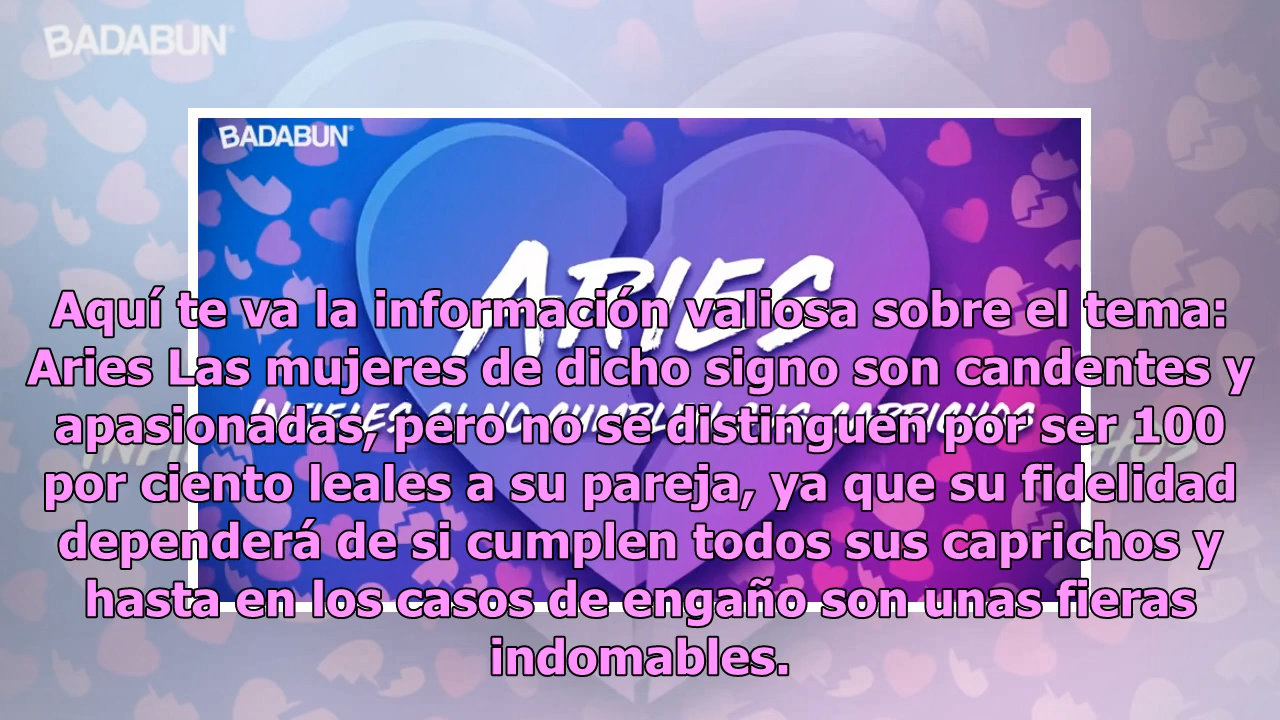 BADABUN
BADABUN
ARIES
Aquí te va la información valiosa sobre el tema:
Aries Las mujeres de dicho signo son candentes y
apasionadas, pero no se distinguen por ser 100
por ciento leales a su pareja, ya que su fidelidad
dependerá de si cumplen todos sus caprichos y
hasta en los casos de engaño son unas fieras
indomables.